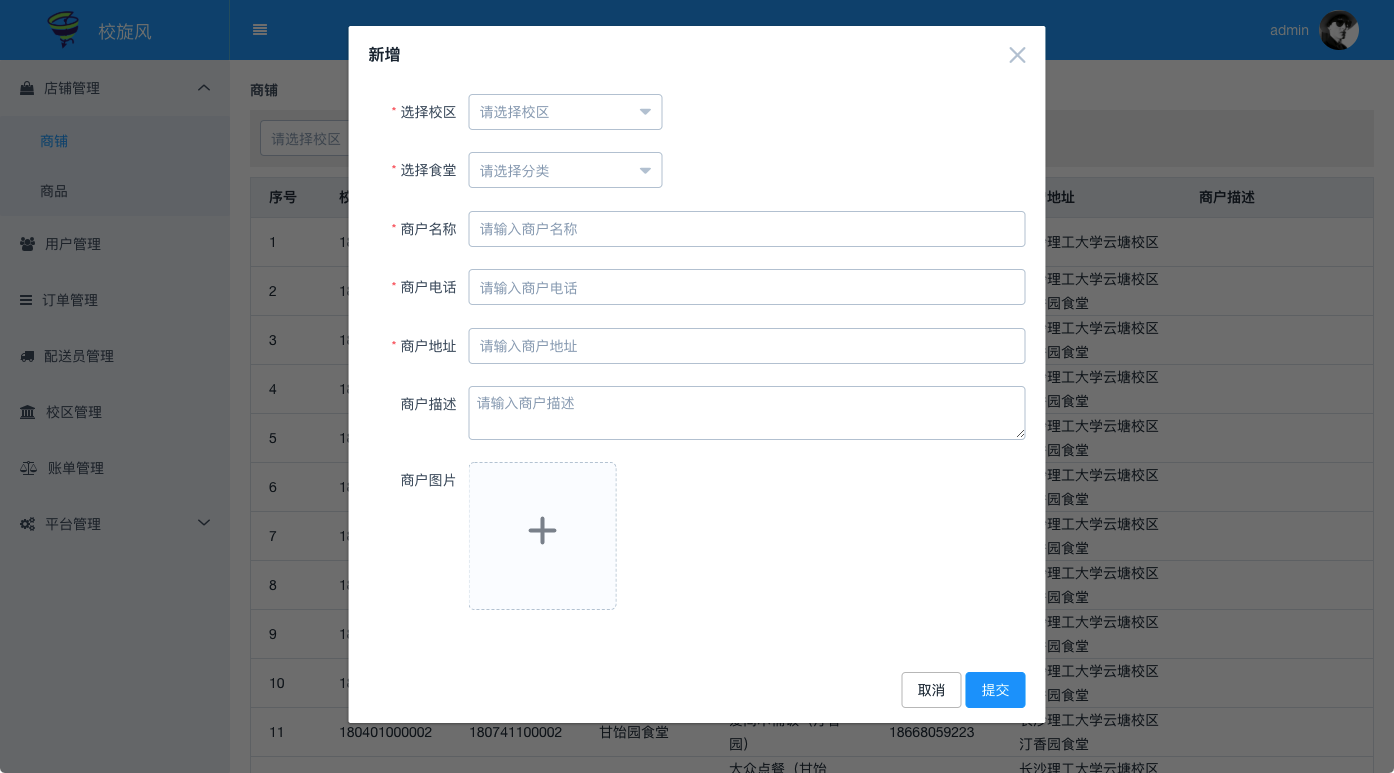 校旋风
admin
店铺管理
商铺
商品
用户管理
订单管理
配送员管理
校区管理
账单管理
平台管理
商铺
请选择校区
新增
* 选择校区 请选择校区
* 选择食堂 请选择分类
* 商户名称 请输入商户名称
* 商户电话 请输入商户电话
* 商户地址 请输入商户地址
商户描述 请输入商户描述
商户图片
取消 提交
序号 地址 商户描述
1 理工大学云塘校区
2 理工大学云塘校区
园食堂
3 理工大学云塘校区
园食堂
4 理工大学云塘校区
园食堂
5 理工大学云塘校区
园食堂
6 理工大学云塘校区
园食堂
7 理工大学云塘校区
园食堂
8 理工大学云塘校区
园食堂
9 理工大学云塘校区
园食堂
10 理工大学云塘校区
园食堂
11 180401000002 180741100002 甘饴园食堂 园） 18668059223 长沙理工大学云塘校区
汀香园食堂
大众点餐（甘饴 长沙理工大学云塘校区